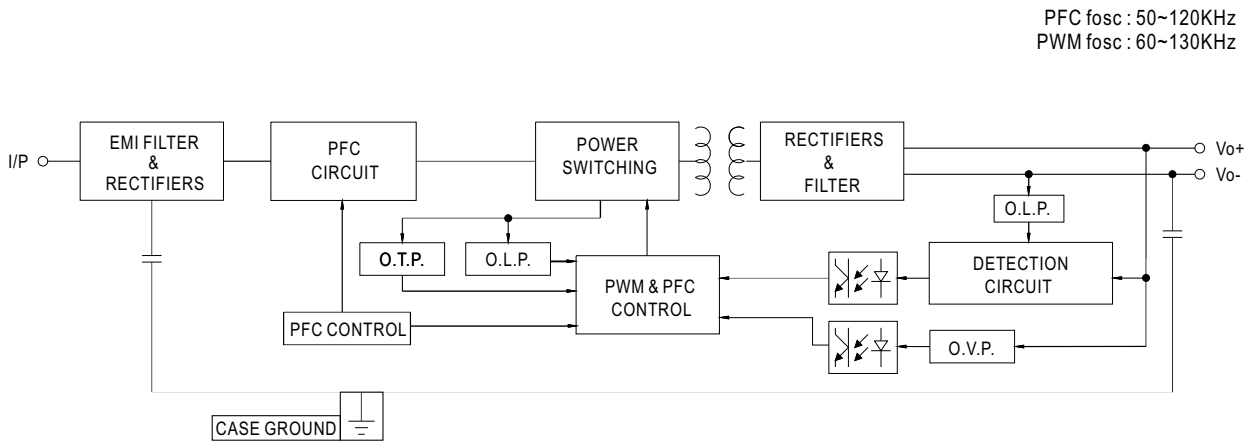 PFC fosc : 50~120KHz
PWM fosc : 60~130KHz
I/P
EMI FILTER
&
RECTIFIERS
PFC
CIRCUIT
POWER
SWITCHING
RECTIFIERS
&
FILTER
Vo+
Vo-
O.L.P.
O.T.P.
O.L.P.
PWM & PFC
CONTROL
DETECTION
CIRCUIT
PFC CONTROL
O.V.P.
CASE GROUND